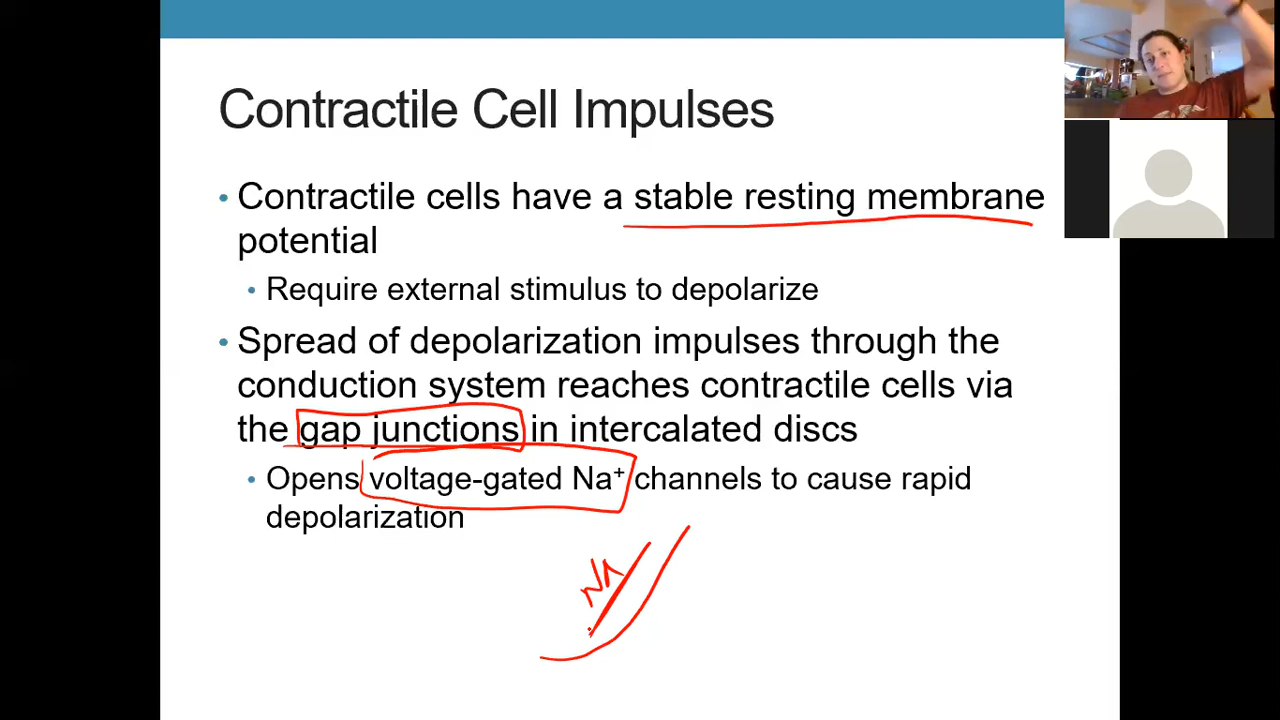 Contractile Cell Impulses
• Contractile cells have a stable resting membrane
potential
• Require external stimulus to depolarize
• Spread of depolarization impulses through the
conduction system reaches contractile cells via
the gap junctions in intercalated discs
• Opens voltage-gated Na⁺ channels to cause rapid
depolarization
NA